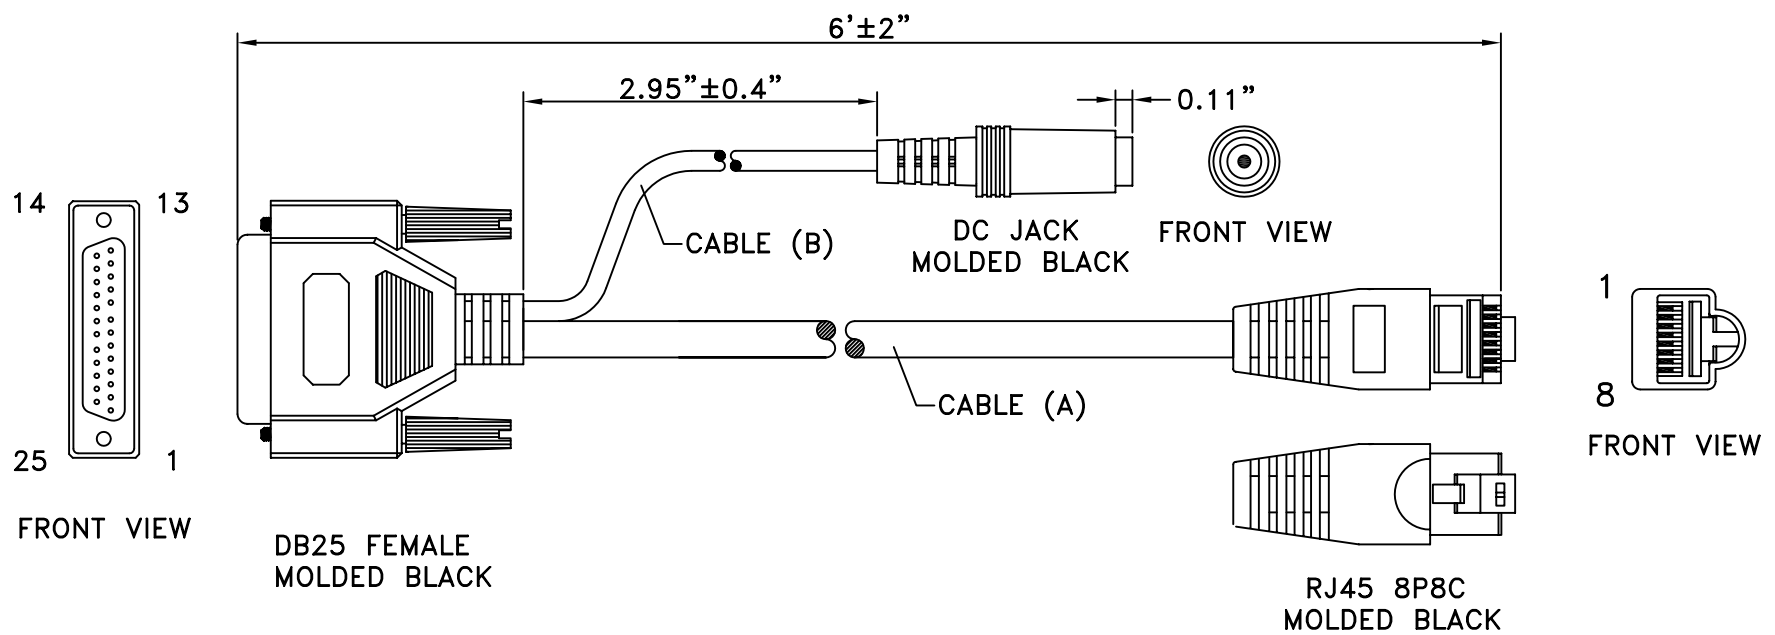 6'±2”
2.95”±0.4”
0.11”
14
13
CABLE (B)
DC JACK
MOLDED BLACK
FRONT VIEW
1
8
FRONT VIEW
CABLE (A)
25
1
FRONT VIEW
DB25 FEMALE
MOLDED BLACK
RJ45 8P8C
MOLDED BLACK